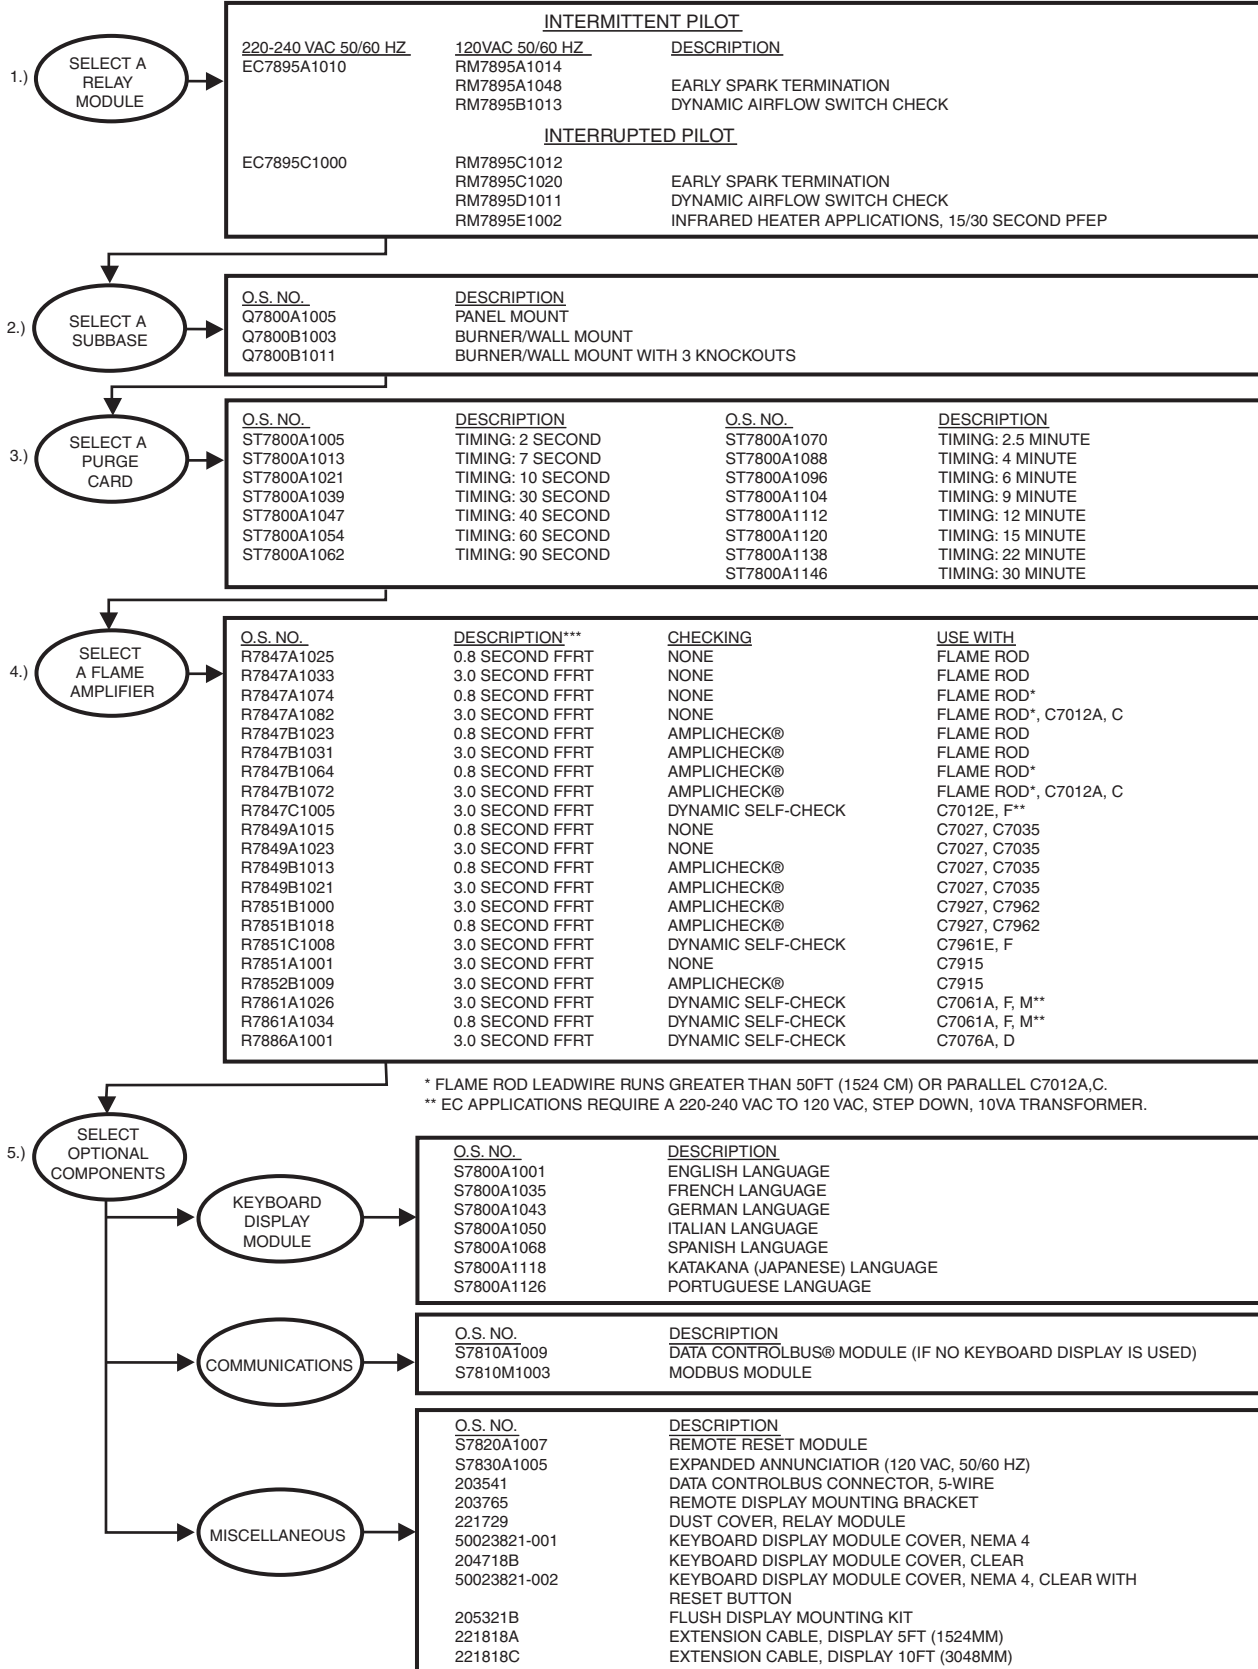 INTERMITTENT PILOT
220-240 VAC 50/60 HZ 120VAC 50/60 HZ DESCRIPTION
EC7895A1010 RM7895A1014
RM7895A1048 EARLY SPARK TERMINATION
RM7895B1013 DYNAMIC AIRFLOW SWITCH CHECK
1.) SELECT A
RELAY
MODULE
INTERRUPTED PILOT
EC7895C1000 RM7895C1012
RM7895C1020 EARLY SPARK TERMINATION
RM7895D1011 DYNAMIC AIRFLOW SWITCH CHECK
RM7895E1002 INFRARED HEATER APPLICATIONS, 15/30 SECOND PFEP
2.) SELECT A
SUBBASE
O.S. NO. DESCRIPTION
Q7800A1005 PANEL MOUNT
Q7800B1003 BURNER/WALL MOUNT
Q7800B1011 BURNER/WALL MOUNT WITH 3 KNOCKOUTS
3.) SELECT A
PURGE
CARD
O.S. NO. DESCRIPTION O.S. NO. DESCRIPTION
ST7800A1005 TIMING: 2 SECOND ST7800A1070 TIMING: 2.5 MINUTE
ST7800A1013 TIMING: 7 SECOND ST7800A1088 TIMING: 4 MINUTE
ST7800A1021 TIMING: 10 SECOND ST7800A1096 TIMING: 6 MINUTE
ST7800A1039 TIMING: 30 SECOND ST7800A1104 TIMING: 9 MINUTE
ST7800A1047 TIMING: 40 SECOND ST7800A1112 TIMING: 12 MINUTE
ST7800A1054 TIMING: 60 SECOND ST7800A1120 TIMING: 15 MINUTE
ST7800A1062 TIMING: 90 SECOND ST7800A1138 TIMING: 22 MINUTE
ST7800A1146 TIMING: 30 MINUTE
4.) SELECT
A FLAME
AMPLIFIER
O.S. NO. DESCRIPTION*** CHECKING USE WITH
R7847A1025 0.8 SECOND FFRT NONE FLAME ROD
R7847A1033 3.0 SECOND FFRT NONE FLAME ROD
R7847A1074 0.8 SECOND FFRT NONE FLAME ROD*
R7847A1082 3.0 SECOND FFRT NONE FLAME ROD*, C7012A, C
R7847B1023 0.8 SECOND FFRT AMPLICHECK® FLAME ROD
R7847B1031 3.0 SECOND FFRT AMPLICHECK® FLAME ROD
R7847B1064 0.8 SECOND FFRT AMPLICHECK® FLAME ROD*
R7847B1072 3.0 SECOND FFRT AMPLICHECK® FLAME ROD*, C7012A, C
R7847C1005 3.0 SECOND FFRT DYNAMIC SELF-CHECK C7012E, F**
R7849A1015 0.8 SECOND FFRT NONE C7027, C7035
R7849A1023 3.0 SECOND FFRT NONE C7027, C7035
R7849B1013 0.8 SECOND FFRT AMPLICHECK® C7027, C7035
R7849B1021 3.0 SECOND FFRT AMPLICHECK® C7027, C7035
R7851B1000 3.0 SECOND FFRT AMPLICHECK® C7927, C7962
R7851B1018 0.8 SECOND FFRT AMPLICHECK® C7927, C7962
R7851C1008 3.0 SECOND FFRT DYNAMIC SELF-CHECK C7961E, F
R7851A1001 3.0 SECOND FFRT NONE C7915
R7852B1009 3.0 SECOND FFRT AMPLICHECK® C7915
R7861A1026 3.0 SECOND FFRT DYNAMIC SELF-CHECK C7061A, F, M**
R7861A1034 0.8 SECOND FFRT DYNAMIC SELF-CHECK C7061A, F, M**
R7886A1001 3.0 SECOND FFRT DYNAMIC SELF-CHECK C7076A, D
* FLAME ROD LEADWIRE RUNS GREATER THAN 50FT (1524 CM) OR PARALLEL C7012A,C.
** EC APPLICATIONS REQUIRE A 220-240 VAC TO 120 VAC, STEP DOWN, 10VA TRANSFORMER.
5.) SELECT
OPTIONAL
COMPONENTS
KEYBOARD
DISPLAY
MODULE
O.S. NO. DESCRIPTION
S7800A1001 ENGLISH LANGUAGE
S7800A1035 FRENCH LANGUAGE
S7800A1043 GERMAN LANGUAGE
S7800A1050 ITALIAN LANGUAGE
S7800A1068 SPANISH LANGUAGE
S7800A1118 KATAKANA (JAPANESE) LANGUAGE
S7800A1126 PORTUGUESE LANGUAGE
COMMUNICATIONS
O.S. NO. DESCRIPTION
S7810A1009 DATA CONTROLBUS® MODULE (IF NO KEYBOARD DISPLAY IS USED)
S7810M1003 MODBUS MODULE
MISCELLANEOUS
O.S. NO. DESCRIPTION
S7820A1007 REMOTE RESET MODULE
S7830A1005 EXPANDED ANNUNCIATIOR (120 VAC, 50/60 HZ)
203541 DATA CONTROLBUS CONNECTOR, 5-WIRE
203765 REMOTE DISPLAY MOUNTING BRACKET
221729 DUST COVER, RELAY MODULE
50023821-001 KEYBOARD DISPLAY MODULE COVER, NEMA 4
204718B KEYBOARD DISPLAY MODULE COVER, CLEAR
50023821-002 KEYBOARD DISPLAY MODULE COVER, NEMA 4, CLEAR WITH
RESET BUTTON
205321B FLUSH DISPLAY MOUNTING KIT
221818A EXTENSION CABLE, DISPLAY 5FT (1524MM)
221818C EXTENSION CABLE, DISPLAY 10FT (3048MM)